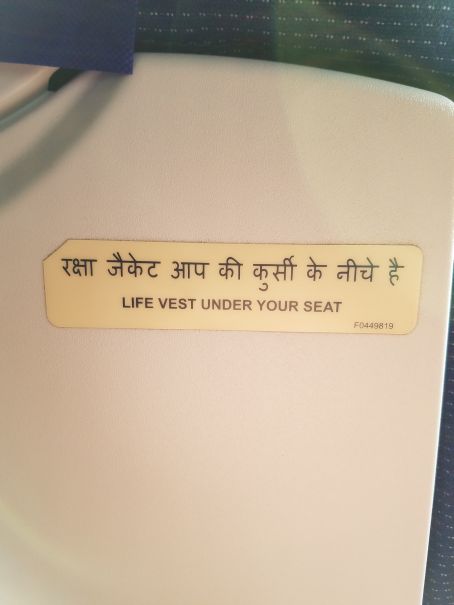 रक्षा जैकेट आप की कुर्सी के नीचे है
LIFE VEST UNDER YOUR SEAT
F0449819